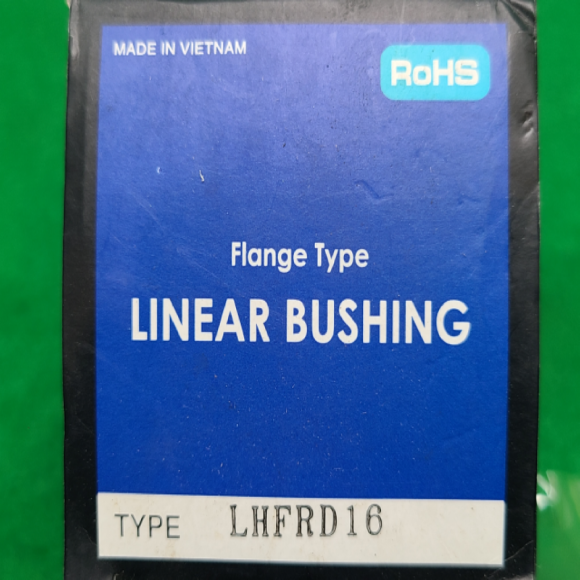 MADE IN VIETNAM
RoHS
Flange Type
LINEAR BUSHING
TYPE LHFRD16